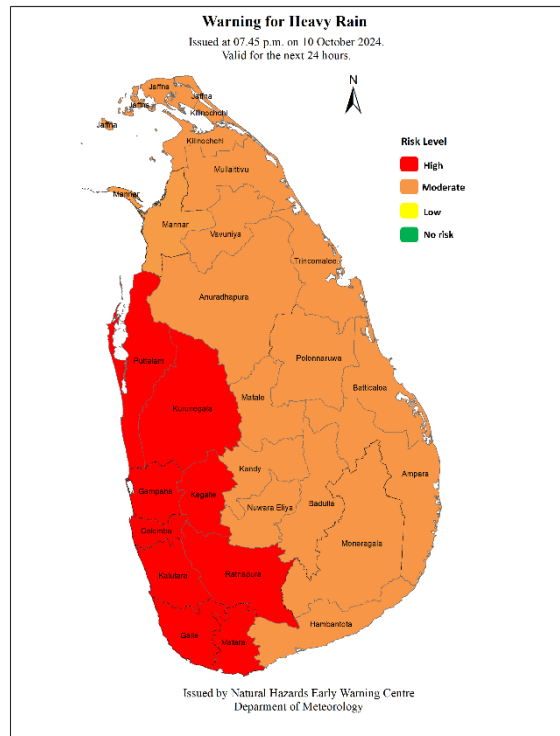 Warning for Heavy Rain
Issued at 07.45 p.m. on 10 October 2024.
Valid for the next 24 hours.
N
Jaffna
Jaffna
Jaffna
Jaffna
Kilinochchi
Kilinochchi
Mullaittivu
Mannar
Mannar
Vavuniya
Trincomalee
Anuradhapura
Polonnaruwa
Puttalam
Batticaloa
Kurunegala
Matale
Kandy
Ampara
Gampaha
Kegalle
Nuwara Eliya
Badulla
Colombo
Moneragala
Kalutara
Ratnapura
Hambantota
Galle
Matara
Risk Level
High
Moderate
Low
No risk
Issued by Natural Hazards Early Warning Centre
Deparment of Meteorology